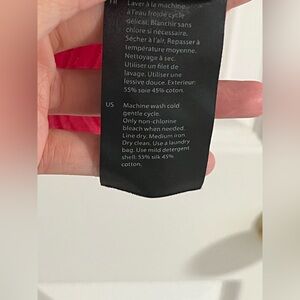 FR Laver à la machine
à l'eau froide cycle
délicat. Blanchir sans
chlore si nécessaire.
Sécher à l'air, Repasser à
température moyenne.
Nettoyage à sec.
Utiliser un filet de
lavage. Utiliser une
lessive douce. Exterieur:
55% soie 45% coton.
US Machine wash cold
gentle cycle.
Only non-chlorine
bleach when needed.
Line dry. Medium iron.
Dry clean. Use a laundry
bag. Use mild detergent
shell: 55% silk 45%
cotton.